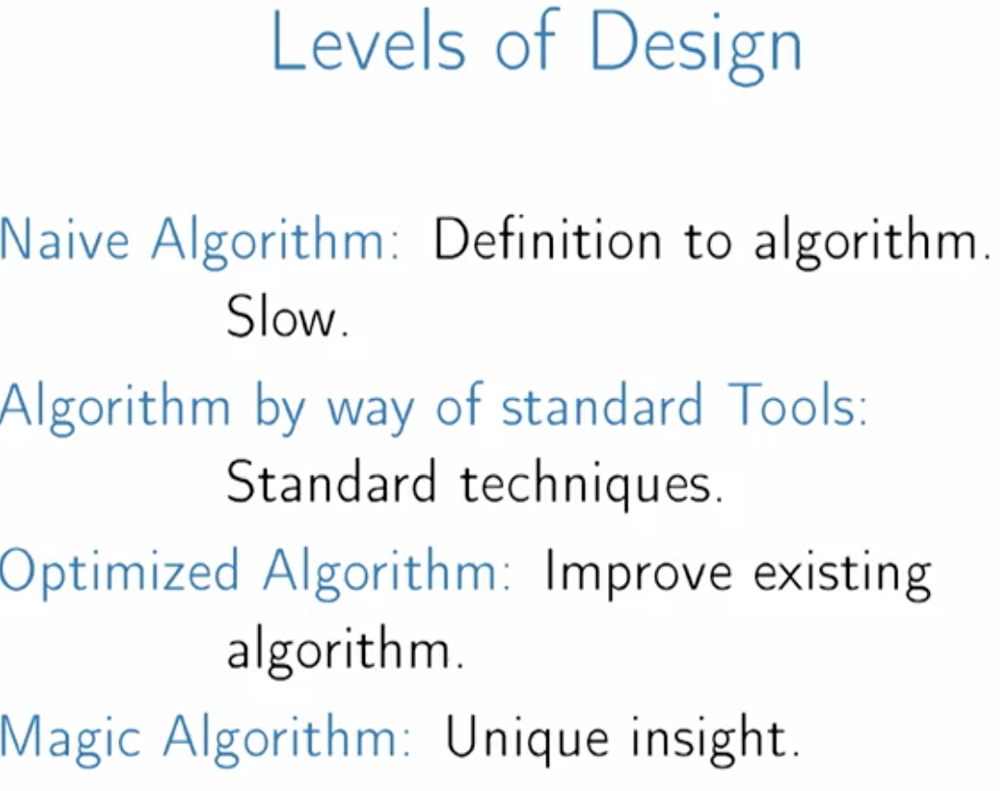 Levels of Design
Naive Algorithm: Definition to algorithm.
Slow.
Algorithm by way of standard Tools:
Standard techniques.
Optimized Algorithm: Improve existing
algorithm.
Magic Algorithm: Unique insight.